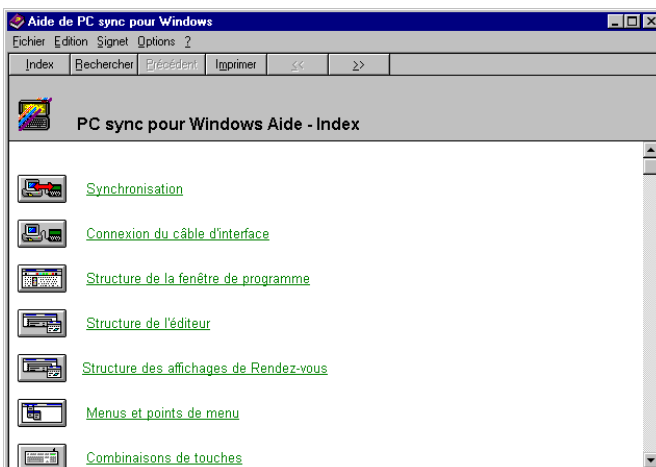 Aide de PC sync pour Windows
Fichier Edition Signet Options ?
Index Rechercher Précédent Imprimer << >>
PC sync pour Windows Aide - Index
Synchronisation
Connexion du câble d'interface
Structure de la fenêtre de programme
Structure de l'éditeur
Structure des affichages de Rendez-vous
Menus et points de menu
Combinaisons de touches